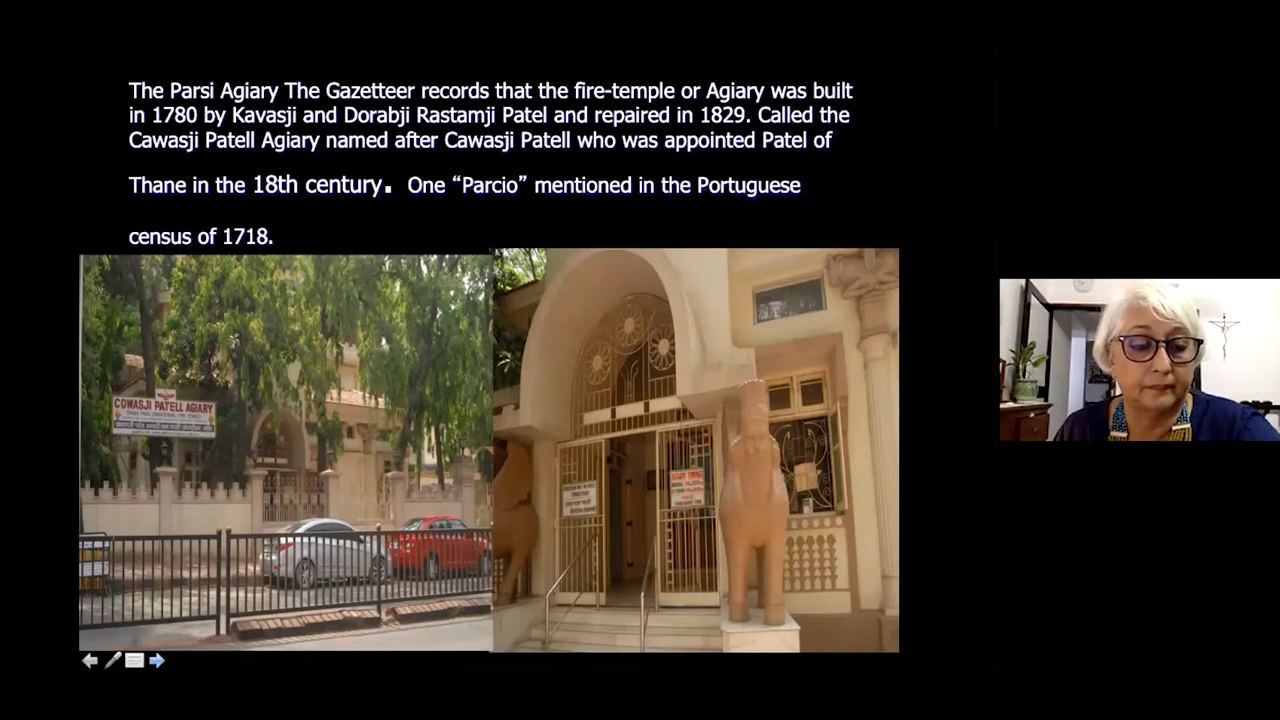 The Parsi Agiary The Gazetteer records that the fire-temple or Agiary was built
in 1780 by Kavasji and Dorabji Rastamji Patel and repaired in 1829. Called the
Cawasji Patell Agiary named after Cawasji Patell who was appointed Patel of
Thane in the 18th century. One “Parcio” mentioned in the Portuguese
census of 1718.
COWASJI PATELL AGIARY